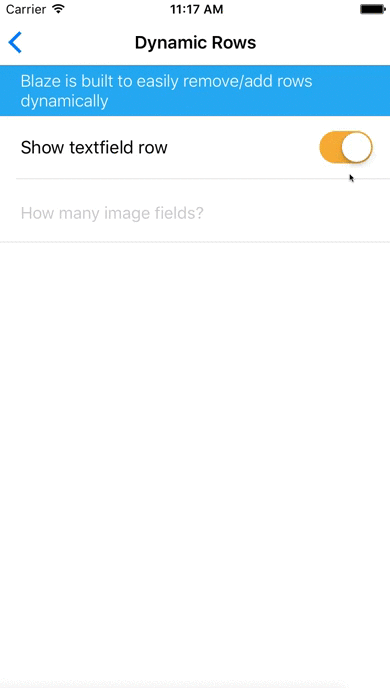 Carrier 11:17 AM
Dynamic Rows
Blaze is built to easily remove/add rows
dynamically
Show textfield row
How many image fields?